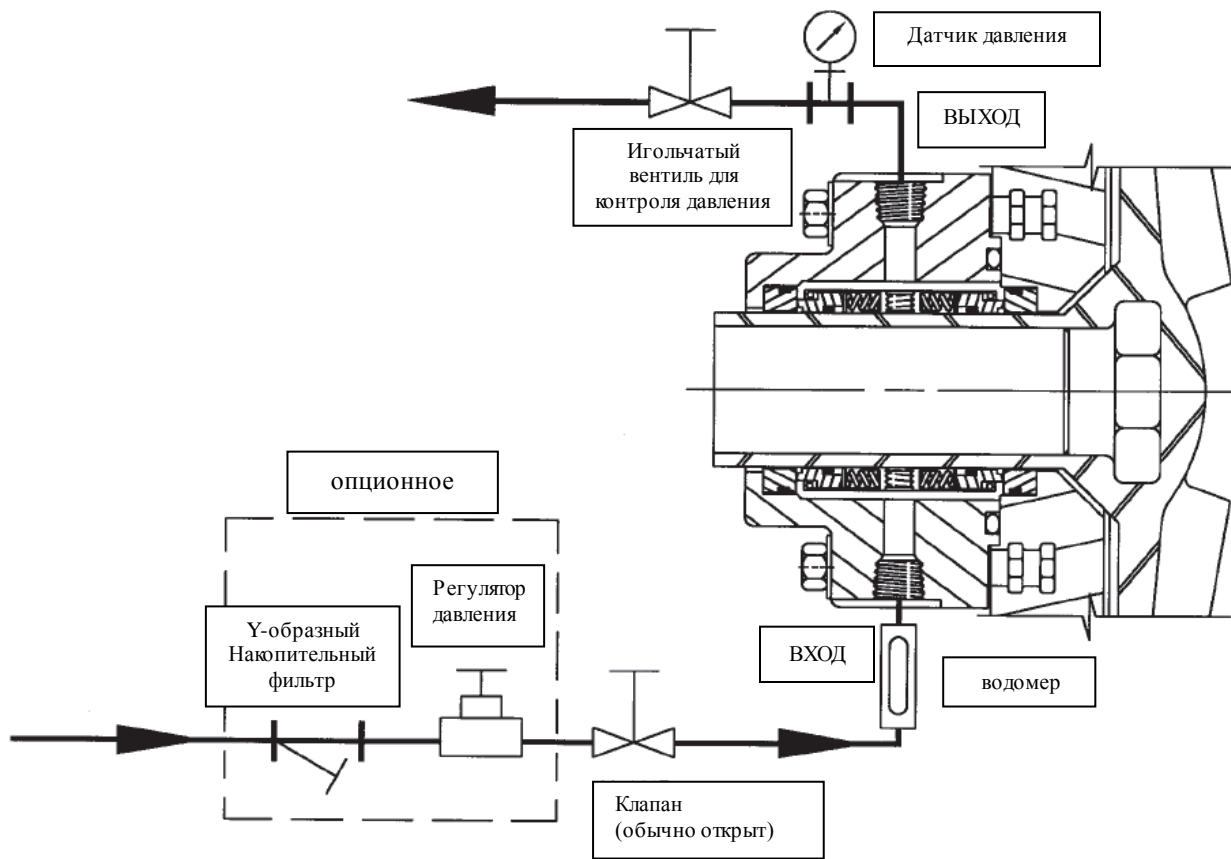 Датчик давления
ВЫХОД
Игольчатый
вентиль для
контроля давления
опционное
Регулятор
давления
Y-образный
Накопительный
фильтр
ВХОД
водомер
Клапан
(обычно открыт)